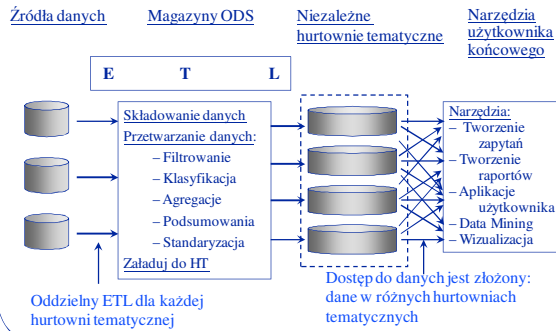 Źródła danych
Magazyny ODS
Niezależne
hurtownie tematyczne
Narzędzia
użytkownika
końcowego
E T L
Składowanie danych
Przetwarzanie danych:
– Filtrowanie
– Klasyfikacja
– Agregacje
– Podsumowania
– Standaryzacja
Załaduj do HT
Narzędzia:
– Tworzenie
zapytań
– Tworzenie
raportów
– Aplikacje
użytkownika
– Data Mining
– Wizualizacja
Oddzielny ETL dla każdej
hurtowni tematycznej
Dostęp do danych jest złożony:
dane w różnych hurtowniach
tematycznych